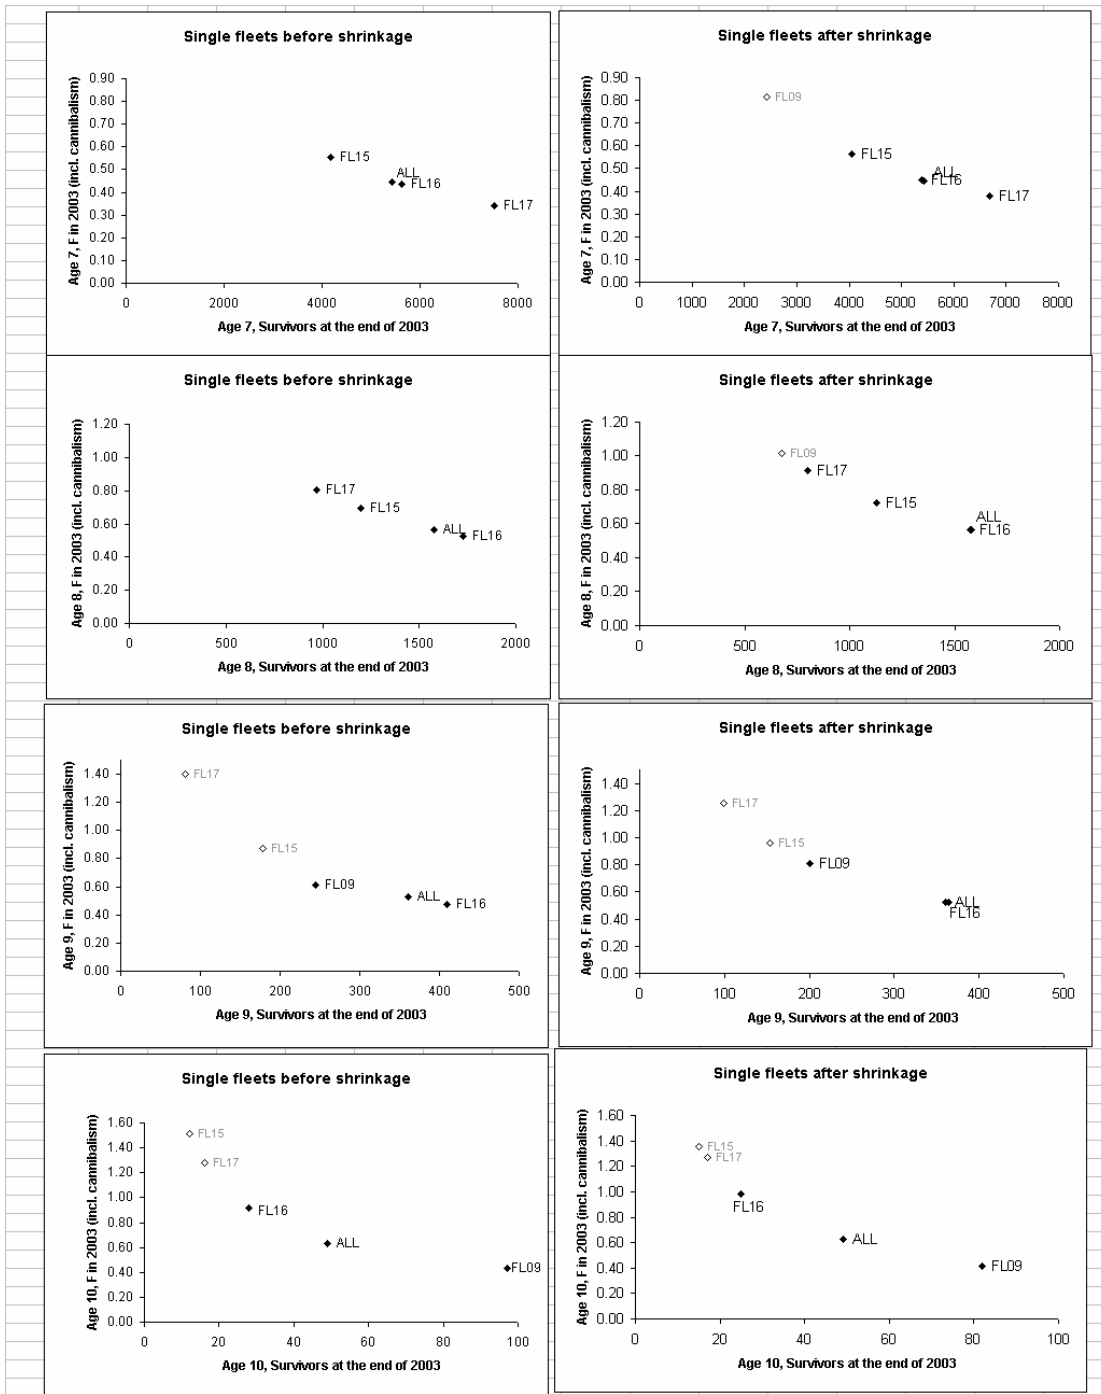 Single fleets before shrinkage
Age 7, F in 2003 (incl. cannibalism)
0.90
0.80
0.70
0.60
0.50
0.40
0.30
0.20
0.10
0.00
FL15
ALL
FL16
FL17
0 2000 4000 6000 8000
Age 7, Survivors at the end of 2003
Single fleets after shrinkage
Age 7, F in 2003 (incl. cannibalism)
0.90
0.80
0.70
0.60
0.50
0.40
0.30
0.20
0.10
0.00
FL09
FL15
ALL
FL16
FL17
0 1000 2000 3000 4000 5000 6000 7000 8000
Age 7, Survivors at the end of 2003
Single fleets before shrinkage
Age 8, F in 2003 (incl. cannibalism)
1.20
1.00
0.80
0.60
0.40
0.20
0.00
FL17
FL15
ALL
FL16
0 500 1000 1500 2000
Age 8, Survivors at the end of 2003
Single fleets after shrinkage
Age 8, F in 2003 (incl. cannibalism)
1.20
1.00
0.80
0.60
0.40
0.20
0.00
FL09
FL17
FL15
ALL
FL16
0 500 1000 1500 2000
Age 8, Survivors at the end of 2003
Single fleets before shrinkage
Age 9, F in 2003 (incl. cannibalism)
1.40
1.20
1.00
0.80
0.60
0.40
0.20
0.00
FL17
FL15
FL09
ALL
FL16
0 100 200 300 400 500
Age 9, Survivors at the end of 2003
Single fleets after shrinkage
Age 9, F in 2003 (incl. cannibalism)
1.40
1.20
1.00
0.80
0.60
0.40
0.20
0.00
FL17
FL15
FL09
ALL
FL16
0 100 200 300 400 500
Age 9, Survivors at the end of 2003
Single fleets before shrinkage
Age 10, F in 2003 (incl. cannibalism)
1.60
1.40
1.20
1.00
0.80
0.60
0.40
0.20
0.00
FL15
FL17
FL16
ALL
FL09
0 20 40 60 80 100
Age 10, Survivors at the end of 2003
Single fleets after shrinkage
Age 10, F in 2003 (incl. cannibalism)
1.60
1.40
1.20
1.00
0.80
0.60
0.40
0.20
0.00
FL15
FL17
FL16
ALL
FL09
0 20 40 60 80 100
Age 10, Survivors at the end of 2003